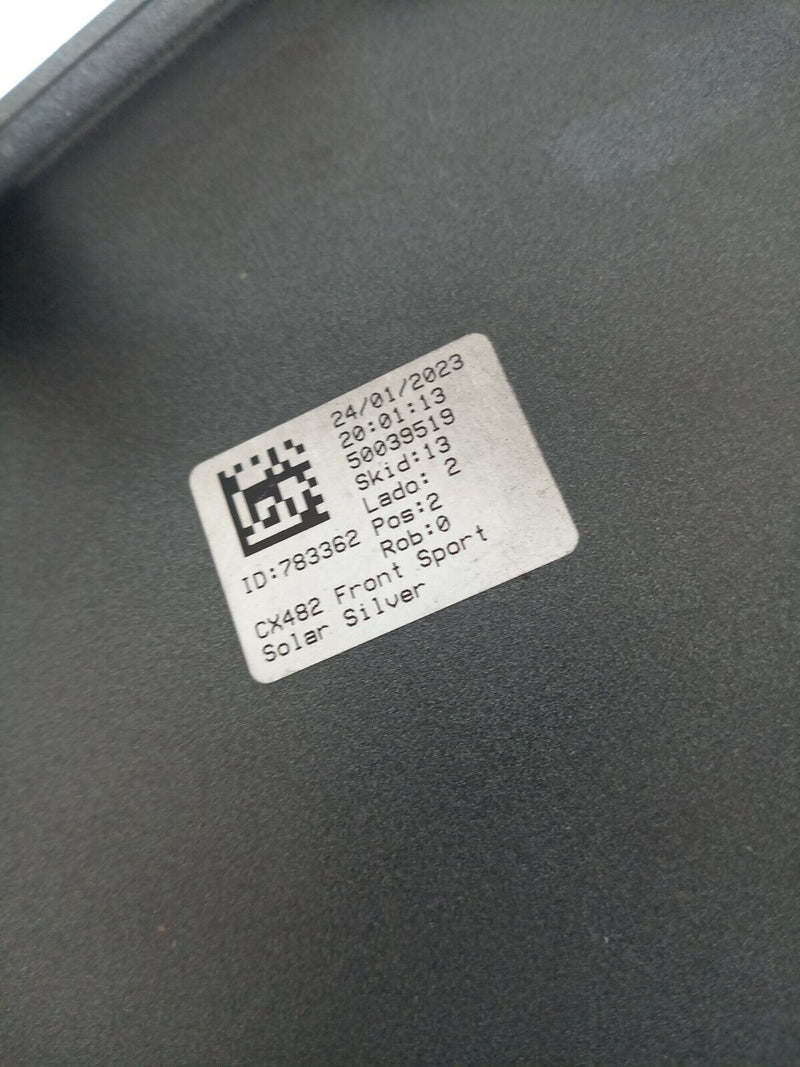 24/01/2023
20:01:13
50039519
Skid:13
Lado: 2
Pos:2
Rob:0
ID:783362
CX482 Front Sport
Solar Silver